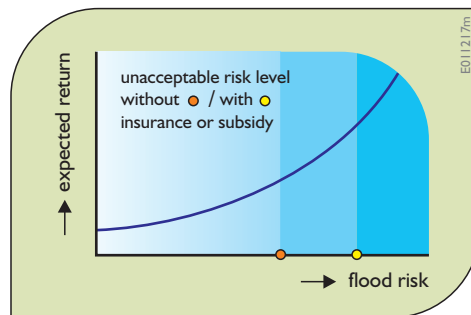 unacceptable risk level
without / with
insurance or subsidy
expected return
flood risk
E011217m